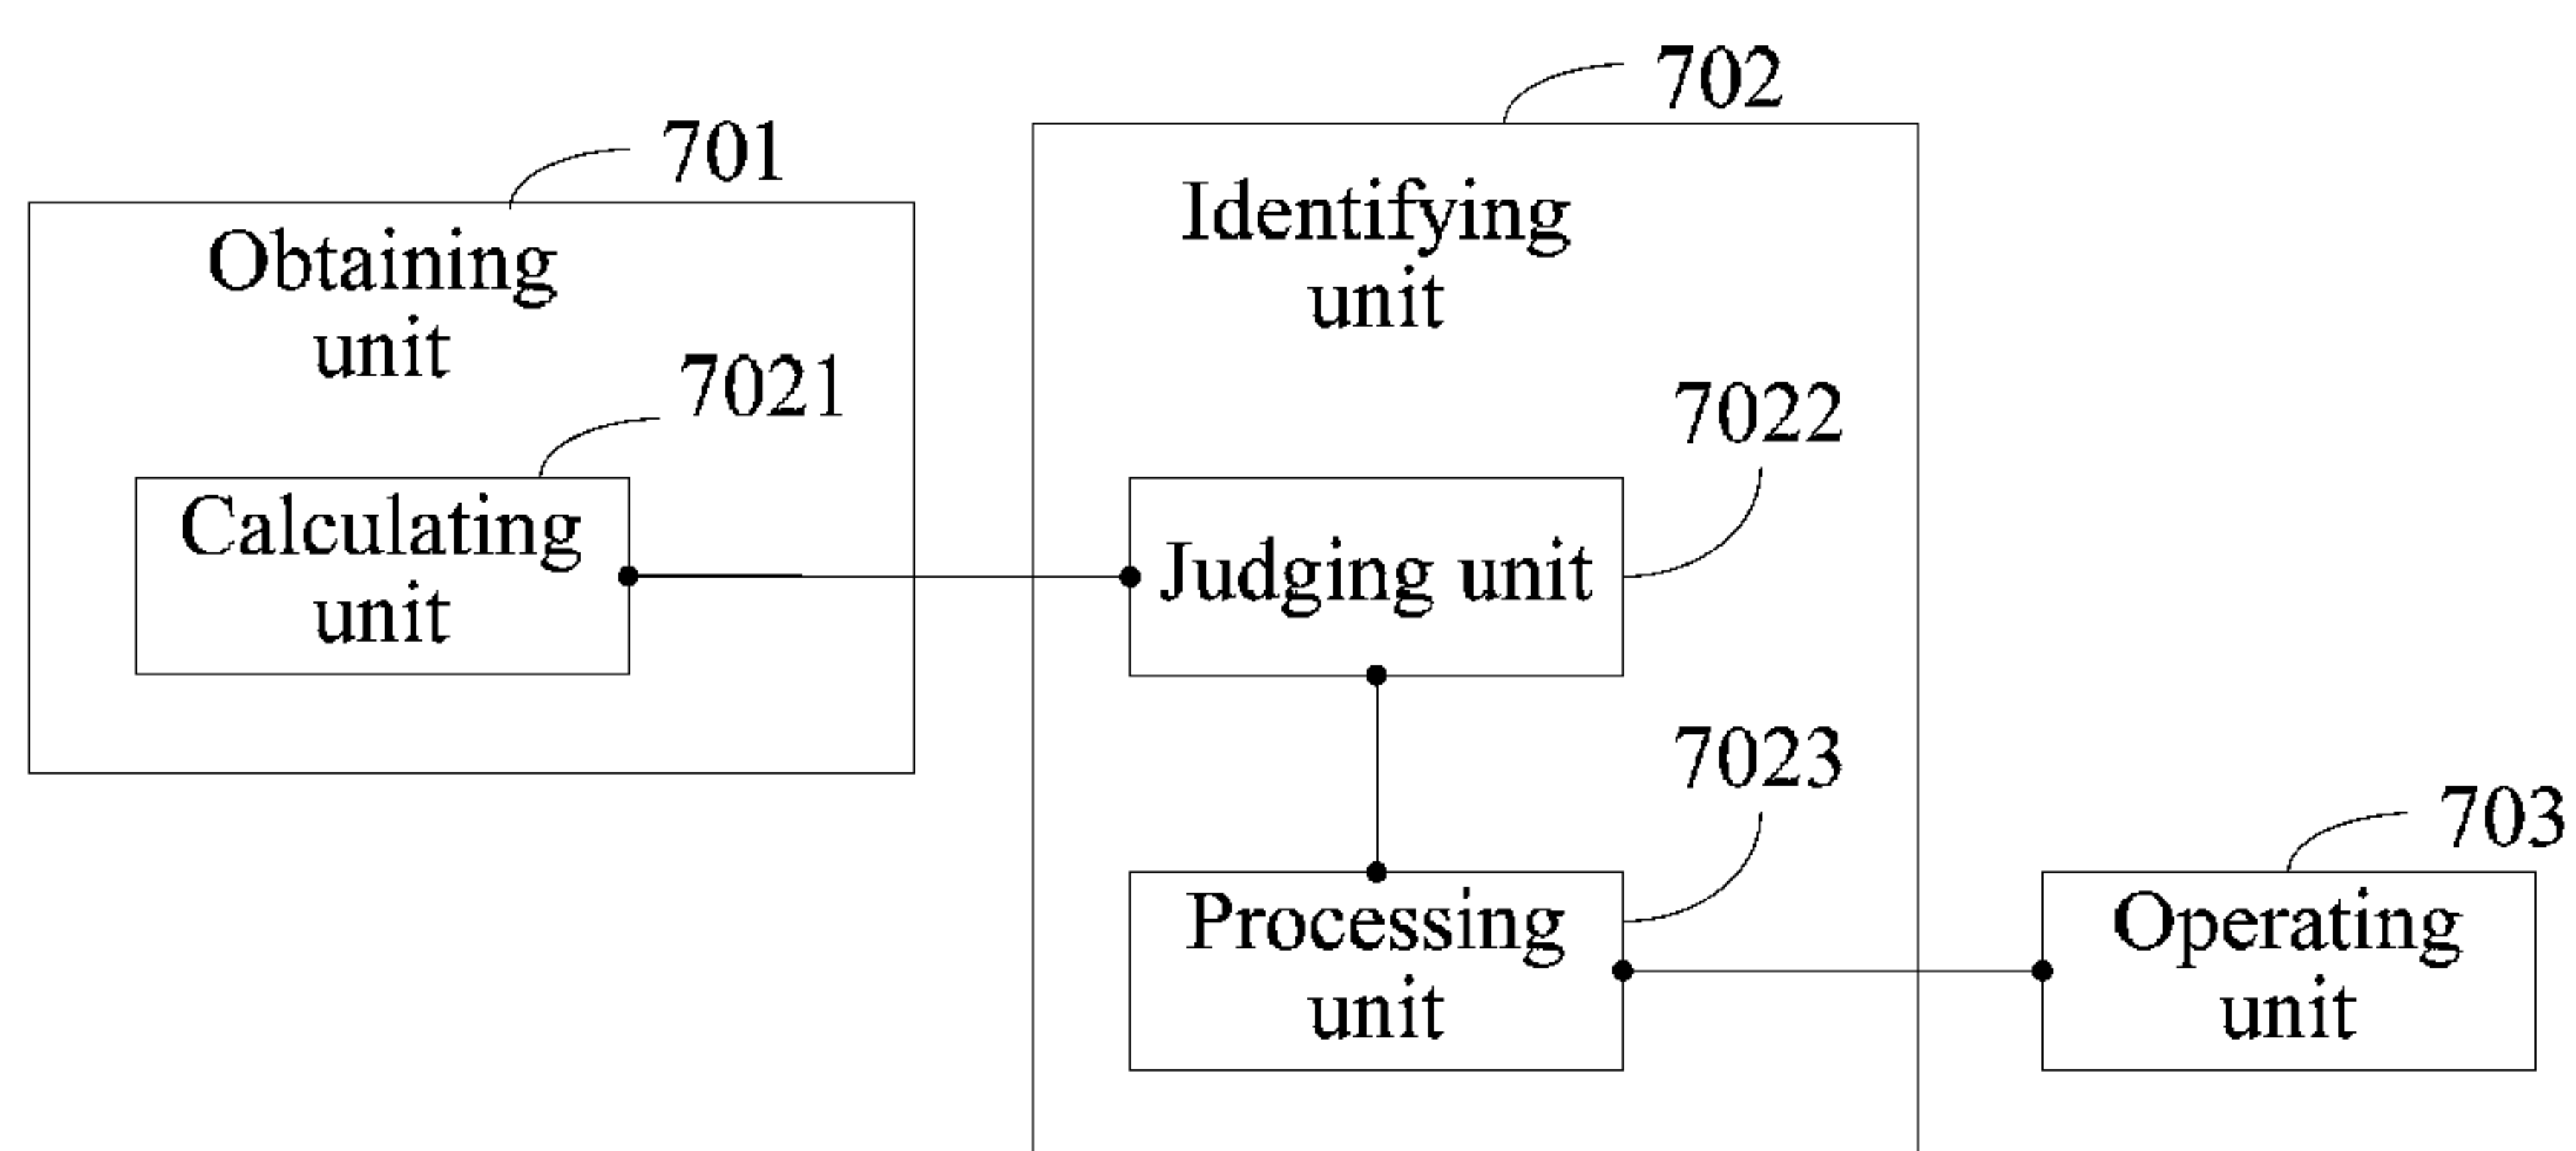 702
701
Identifying
unit
Obtaining
unit
7021
7022
Calculating
unit
Judging unit
7023
703
Processing
unit
Operating
unit